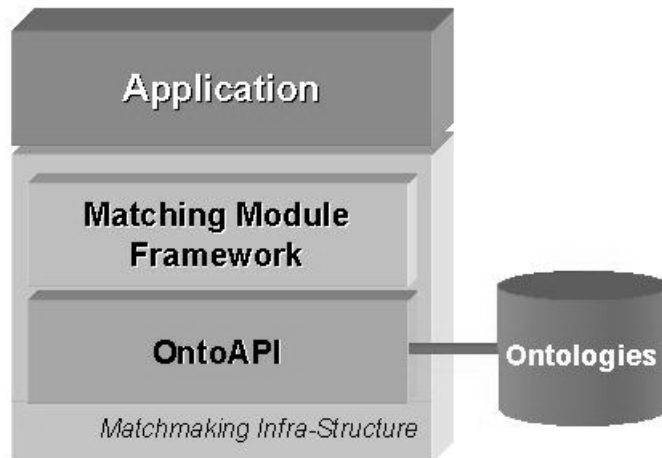 Application
Matching Module
Framework
OntoAPI
Ontologies
Matchmaking Infra-Structure